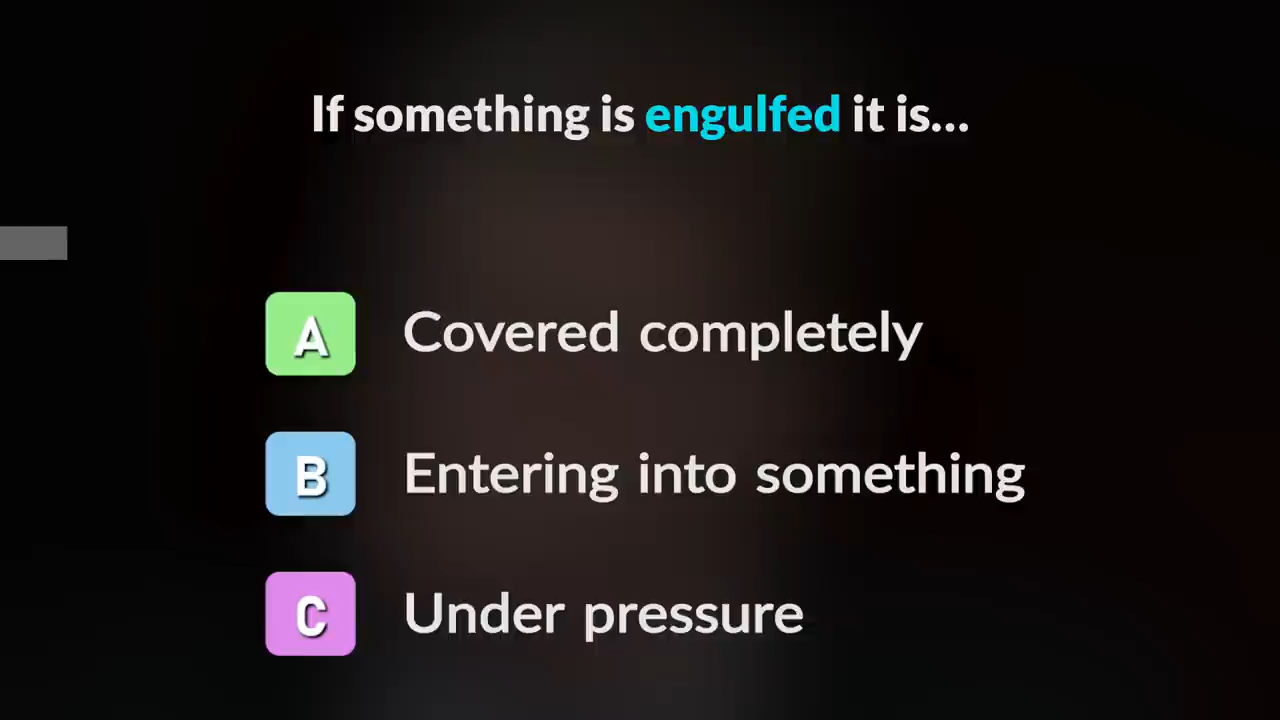 If something is engulfed it is...
A Covered completely
B Entering into something
C Under pressure